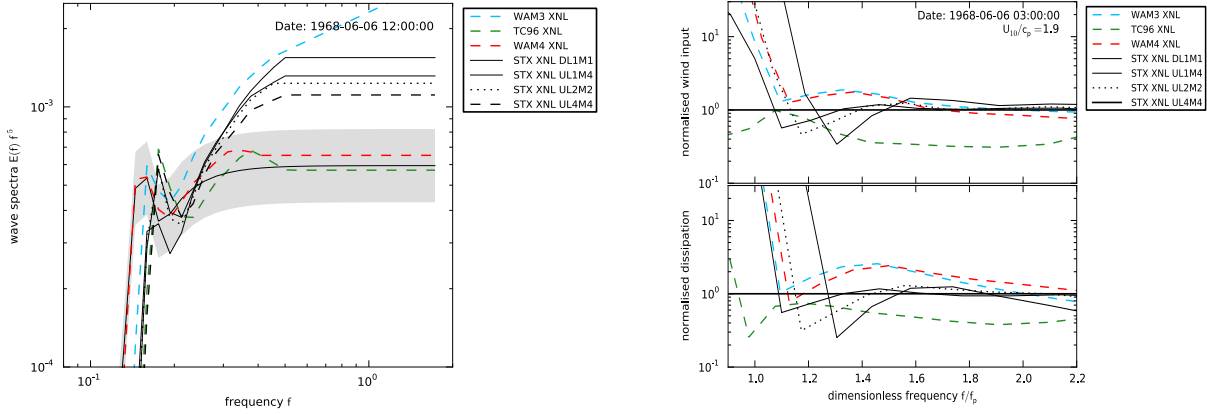 Date: 1968-06-06 12:00:00
wave spectra E(f) f⁵
10⁻³
10⁻⁴
10⁻¹
10⁰
frequency f
WAM3 XNL
TC96 XNL
WAM4 XNL
STX XNL DL1M1
STX XNL UL1M4
STX XNL UL2M2
STX XNL UL4M4
Date: 1968-06-06 03:00:00
U₁₀/cₚ=1.9
normalised wind input
10¹
10⁰
10⁻¹
normalised dissipation
10¹
10⁰
10⁻¹
1.0 1.2 1.4 1.6 1.8 2.0 2.2
dimensionless frequency f/fₚ
WAM3 XNL
TC96 XNL
WAM4 XNL
STX XNL DL1M1
STX XNL UL1M4
STX XNL UL2M2
STX XNL UL4M4